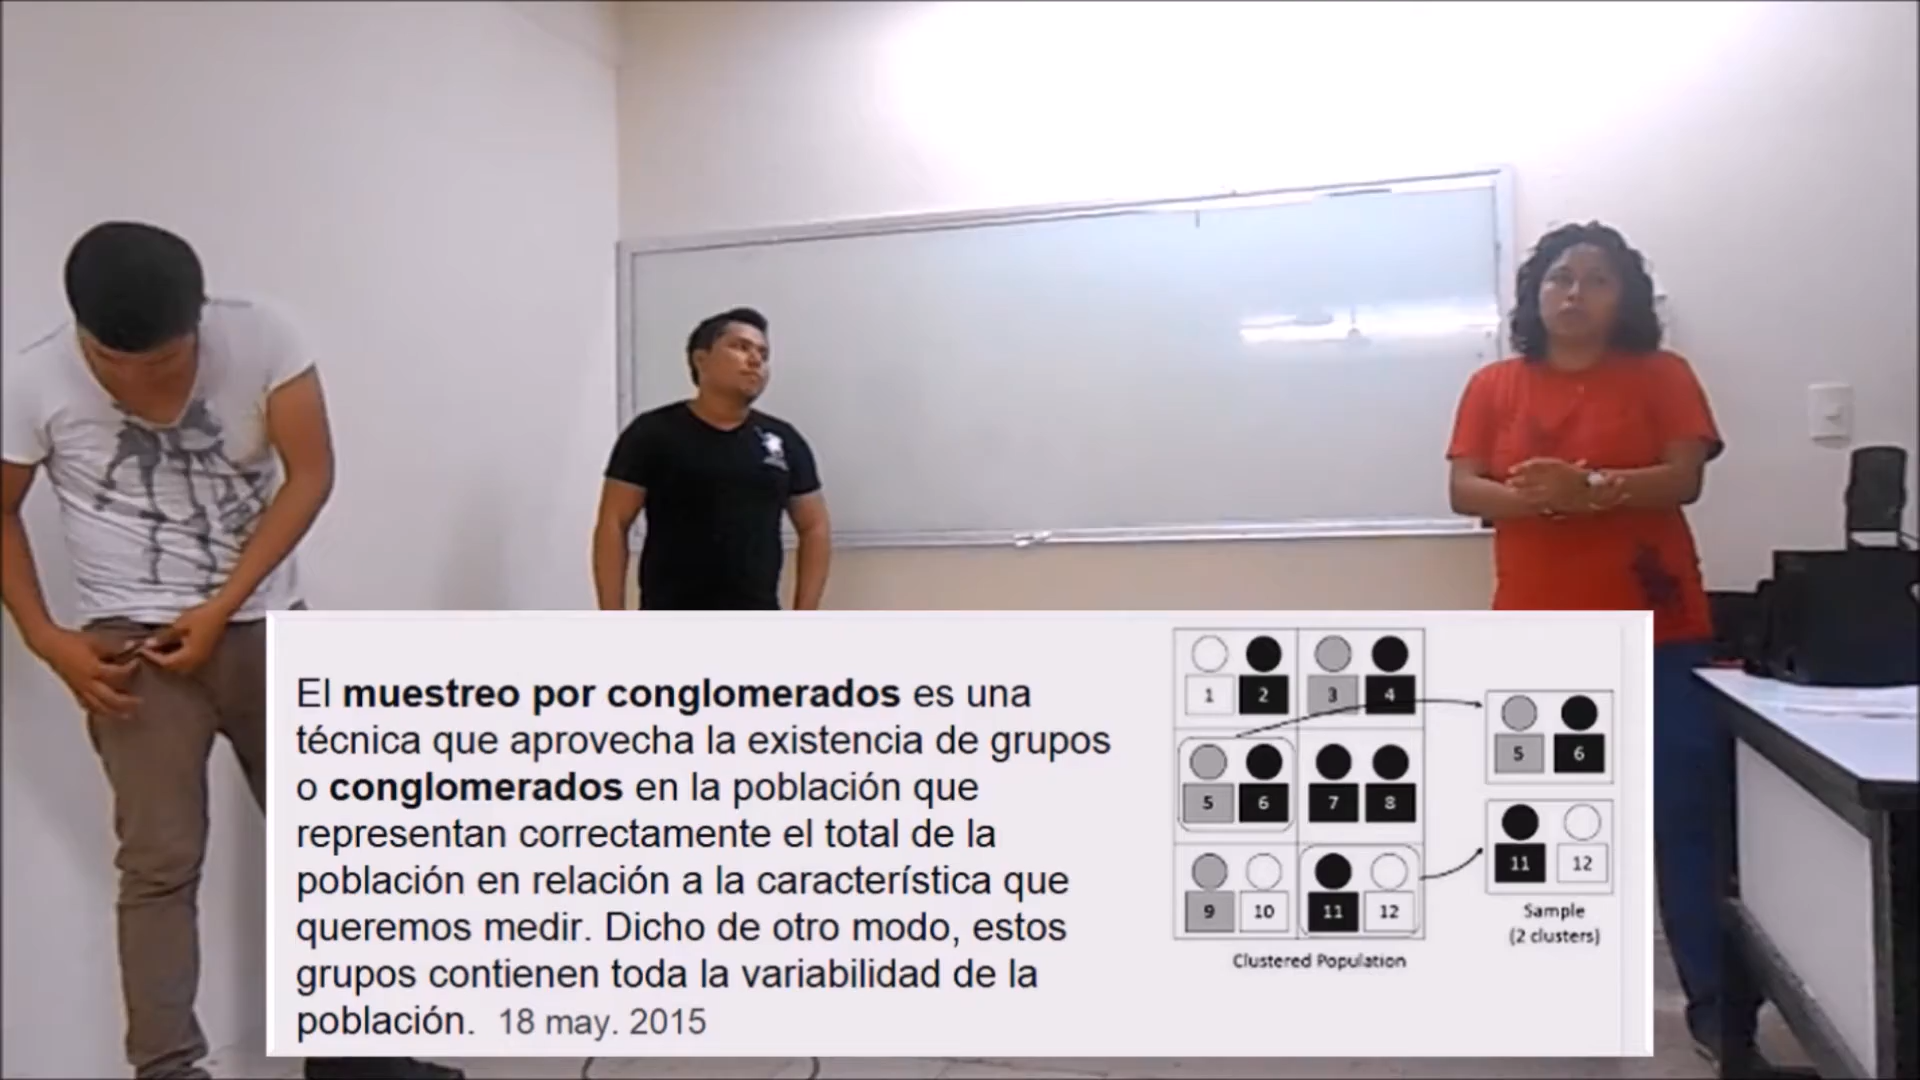 El muestreo por conglomerados es una
técnica que aprovecha la existencia de grupos
o conglomerados en la población que
representan correctamente el total de la
población en relación a la característica que
queremos medir. Dicho de otro modo, estos
grupos contienen toda la variabilidad de la
población. 18 may. 2015
1 2 3 4
5 6 7 8
9 10 11 12
Clustered Population
5 6
11 12
Sample
(2 clusters)